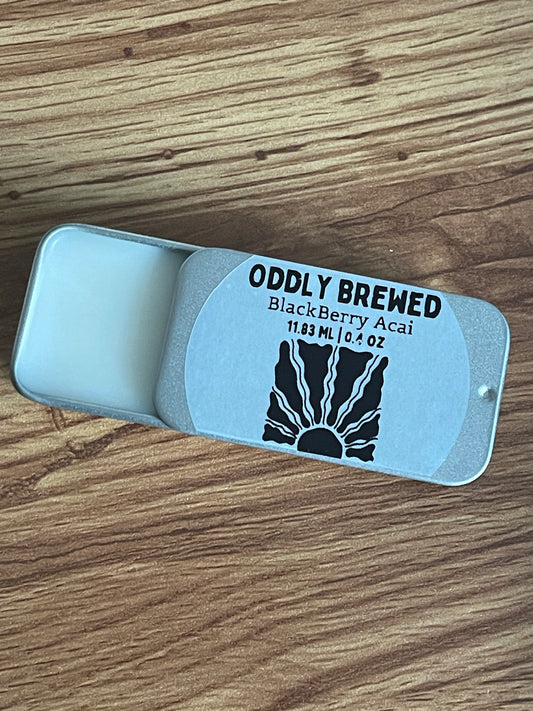 ODDLY BREWED
BlackBerry Acai
11.83 ML | 0.4 OZ